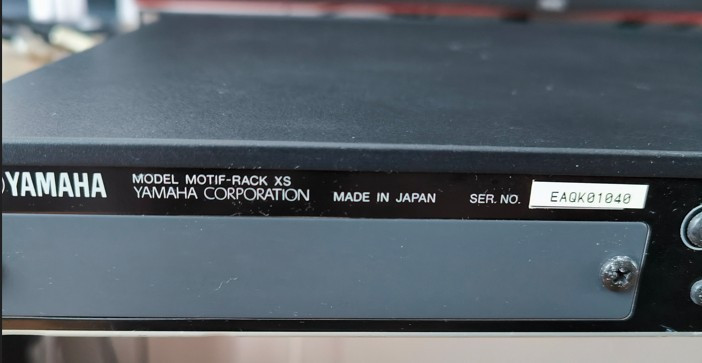 YAMAHA
MODEL MOTIF-RACK XS
YAMAHA CORPORATION
MADE IN JAPAN
SER. NO. EAQK01040